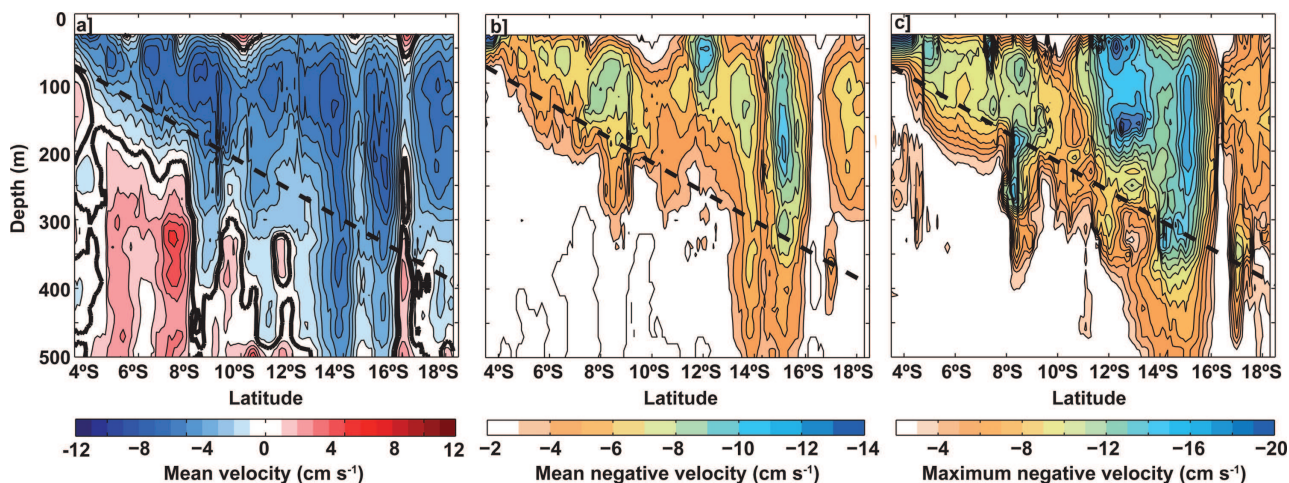 a] b] c]
0
100
200
300
400
500
Depth (m)
4ºS 6ºS 8ºS 10ºS 12ºS 14ºS 16ºS 18ºS
4ºS 6ºS 8ºS 10ºS 12ºS 14ºS 16ºS 18ºS
4ºS 6ºS 8ºS 10ºS 12ºS 14ºS 16ºS 18ºS
Latitude Latitude Latitude
-12 −8 −4 0 4 8 12
Mean velocity (cm s⁻¹)
−2 −4 −6 −8 −10 −12 −14
Mean negative velocity (cm s⁻¹)
−4 −8 −12 −16 −20
Maximum negative velocity (cm s⁻¹)